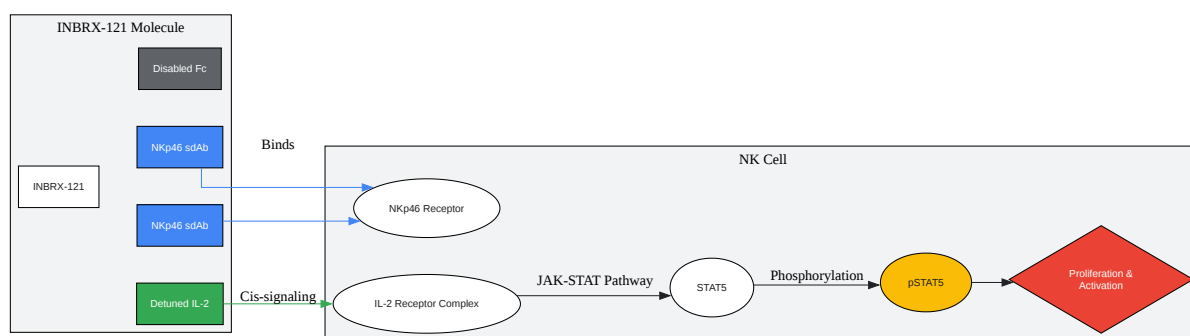 INBRX-121 Molecule
Disabled Fc
NKp46 sdAb
INBRX-121
NKp46 sdAb
Detuned IL-2
Binds
Cis-signaling
NK Cell
NKp46 Receptor
IL-2 Receptor Complex
JAK-STAT Pathway
STAT5
Phosphorylation
pSTAT5
Proliferation &
Activation